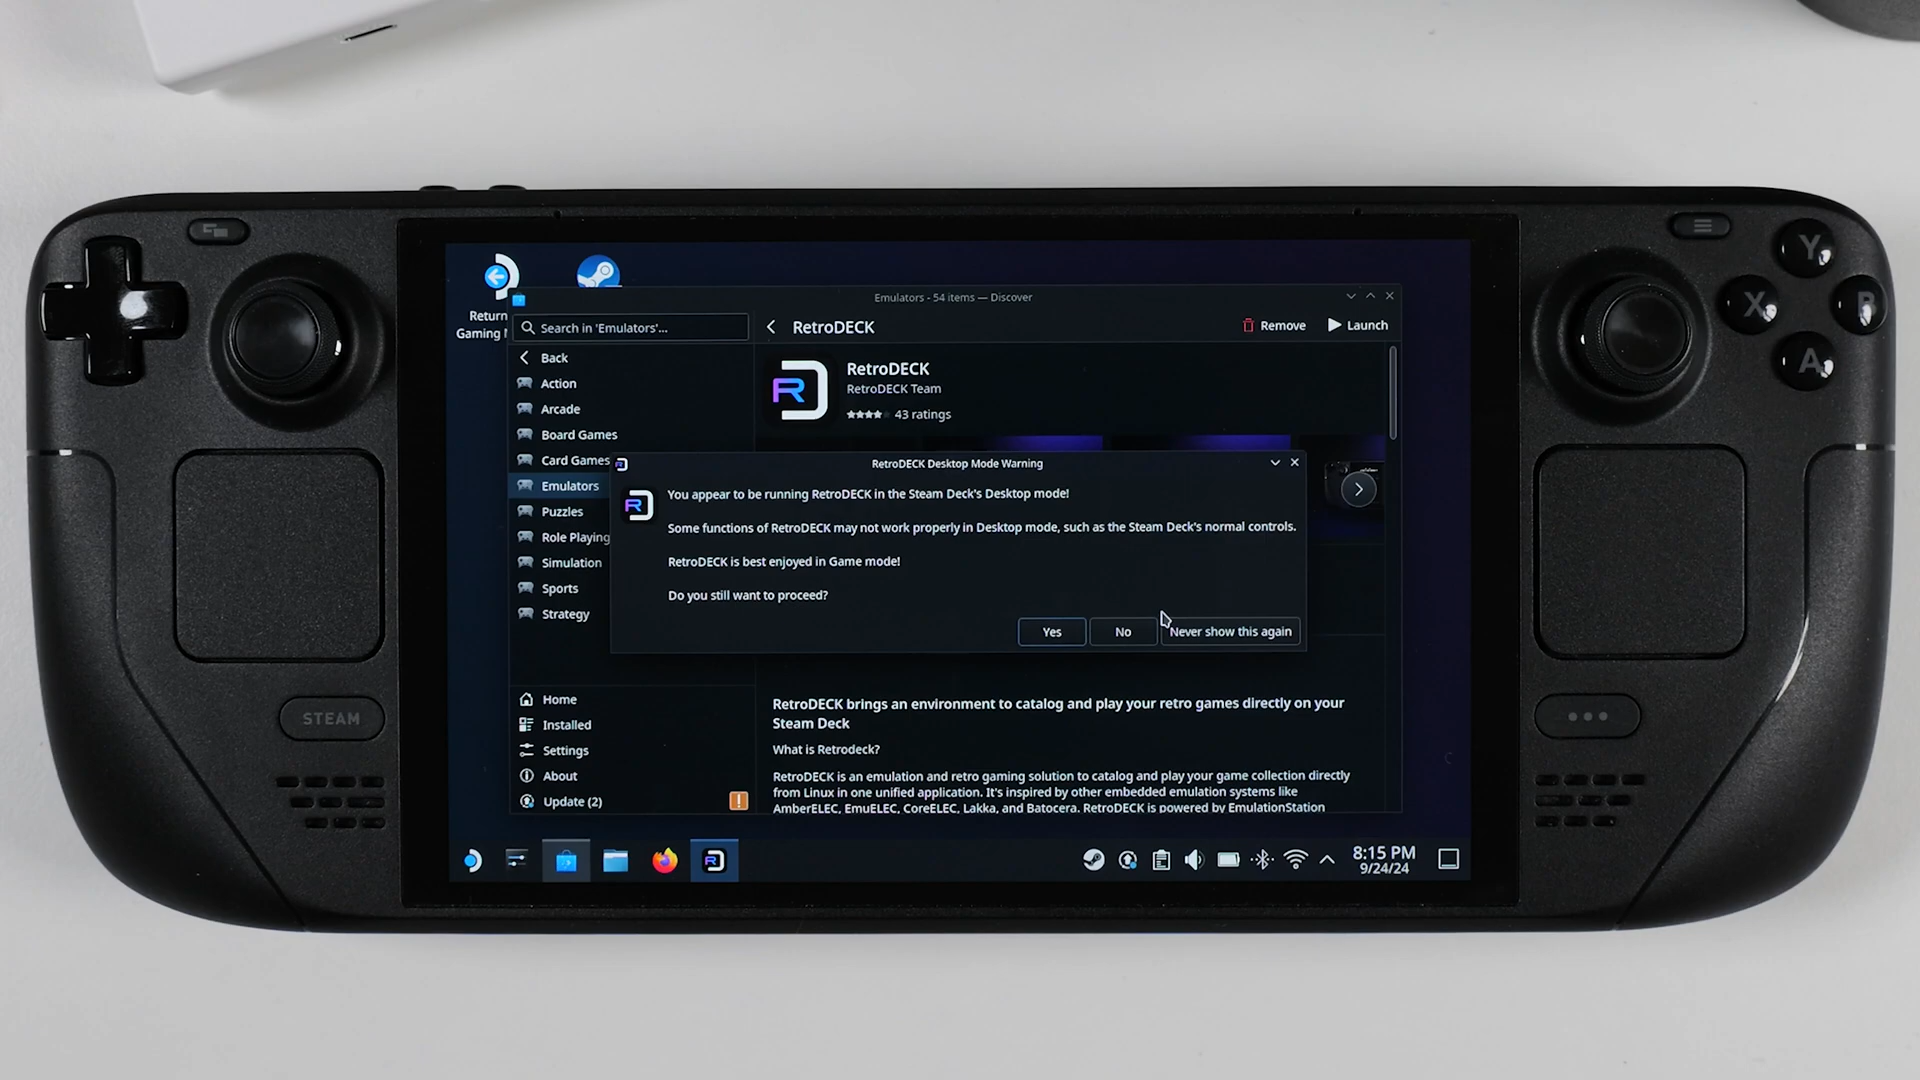 Return
Gaming
Emulators - 54 items — Discover
Search in 'Emulators'...
RetroDECK
Remove
Launch
Back
Action
Arcade
Board Games
Card Games
Emulators
Puzzles
Role Playing
Simulation
Sports
Strategy
Home
Installed
Settings
About
Update (2)
RetroDECK
RetroDECK Team
43 ratings
RetroDECK Desktop Mode Warning
You appear to be running RetroDECK in the Steam Deck's Desktop mode!
Some functions of RetroDECK may not work properly in Desktop mode, such as the Steam Deck's normal controls.
RetroDECK is best enjoyed in Game mode!
Do you still want to proceed?
Yes
No
Never show this again
RetroDECK brings an environment to catalog and play your retro games directly on your
Steam Deck
What is Retrodeck?
RetroDECK is an emulation and retro gaming solution to catalog and play your game collection directly
from Linux in one unified application. It's inspired by other embedded emulation systems like
AmberELEC, EmuELEC, CoreELEC, Lakka, and Batocera. RetroDECK is powered by EmulationStation
8:15 PM
9/24/24
STEAM
Y
X
B
A